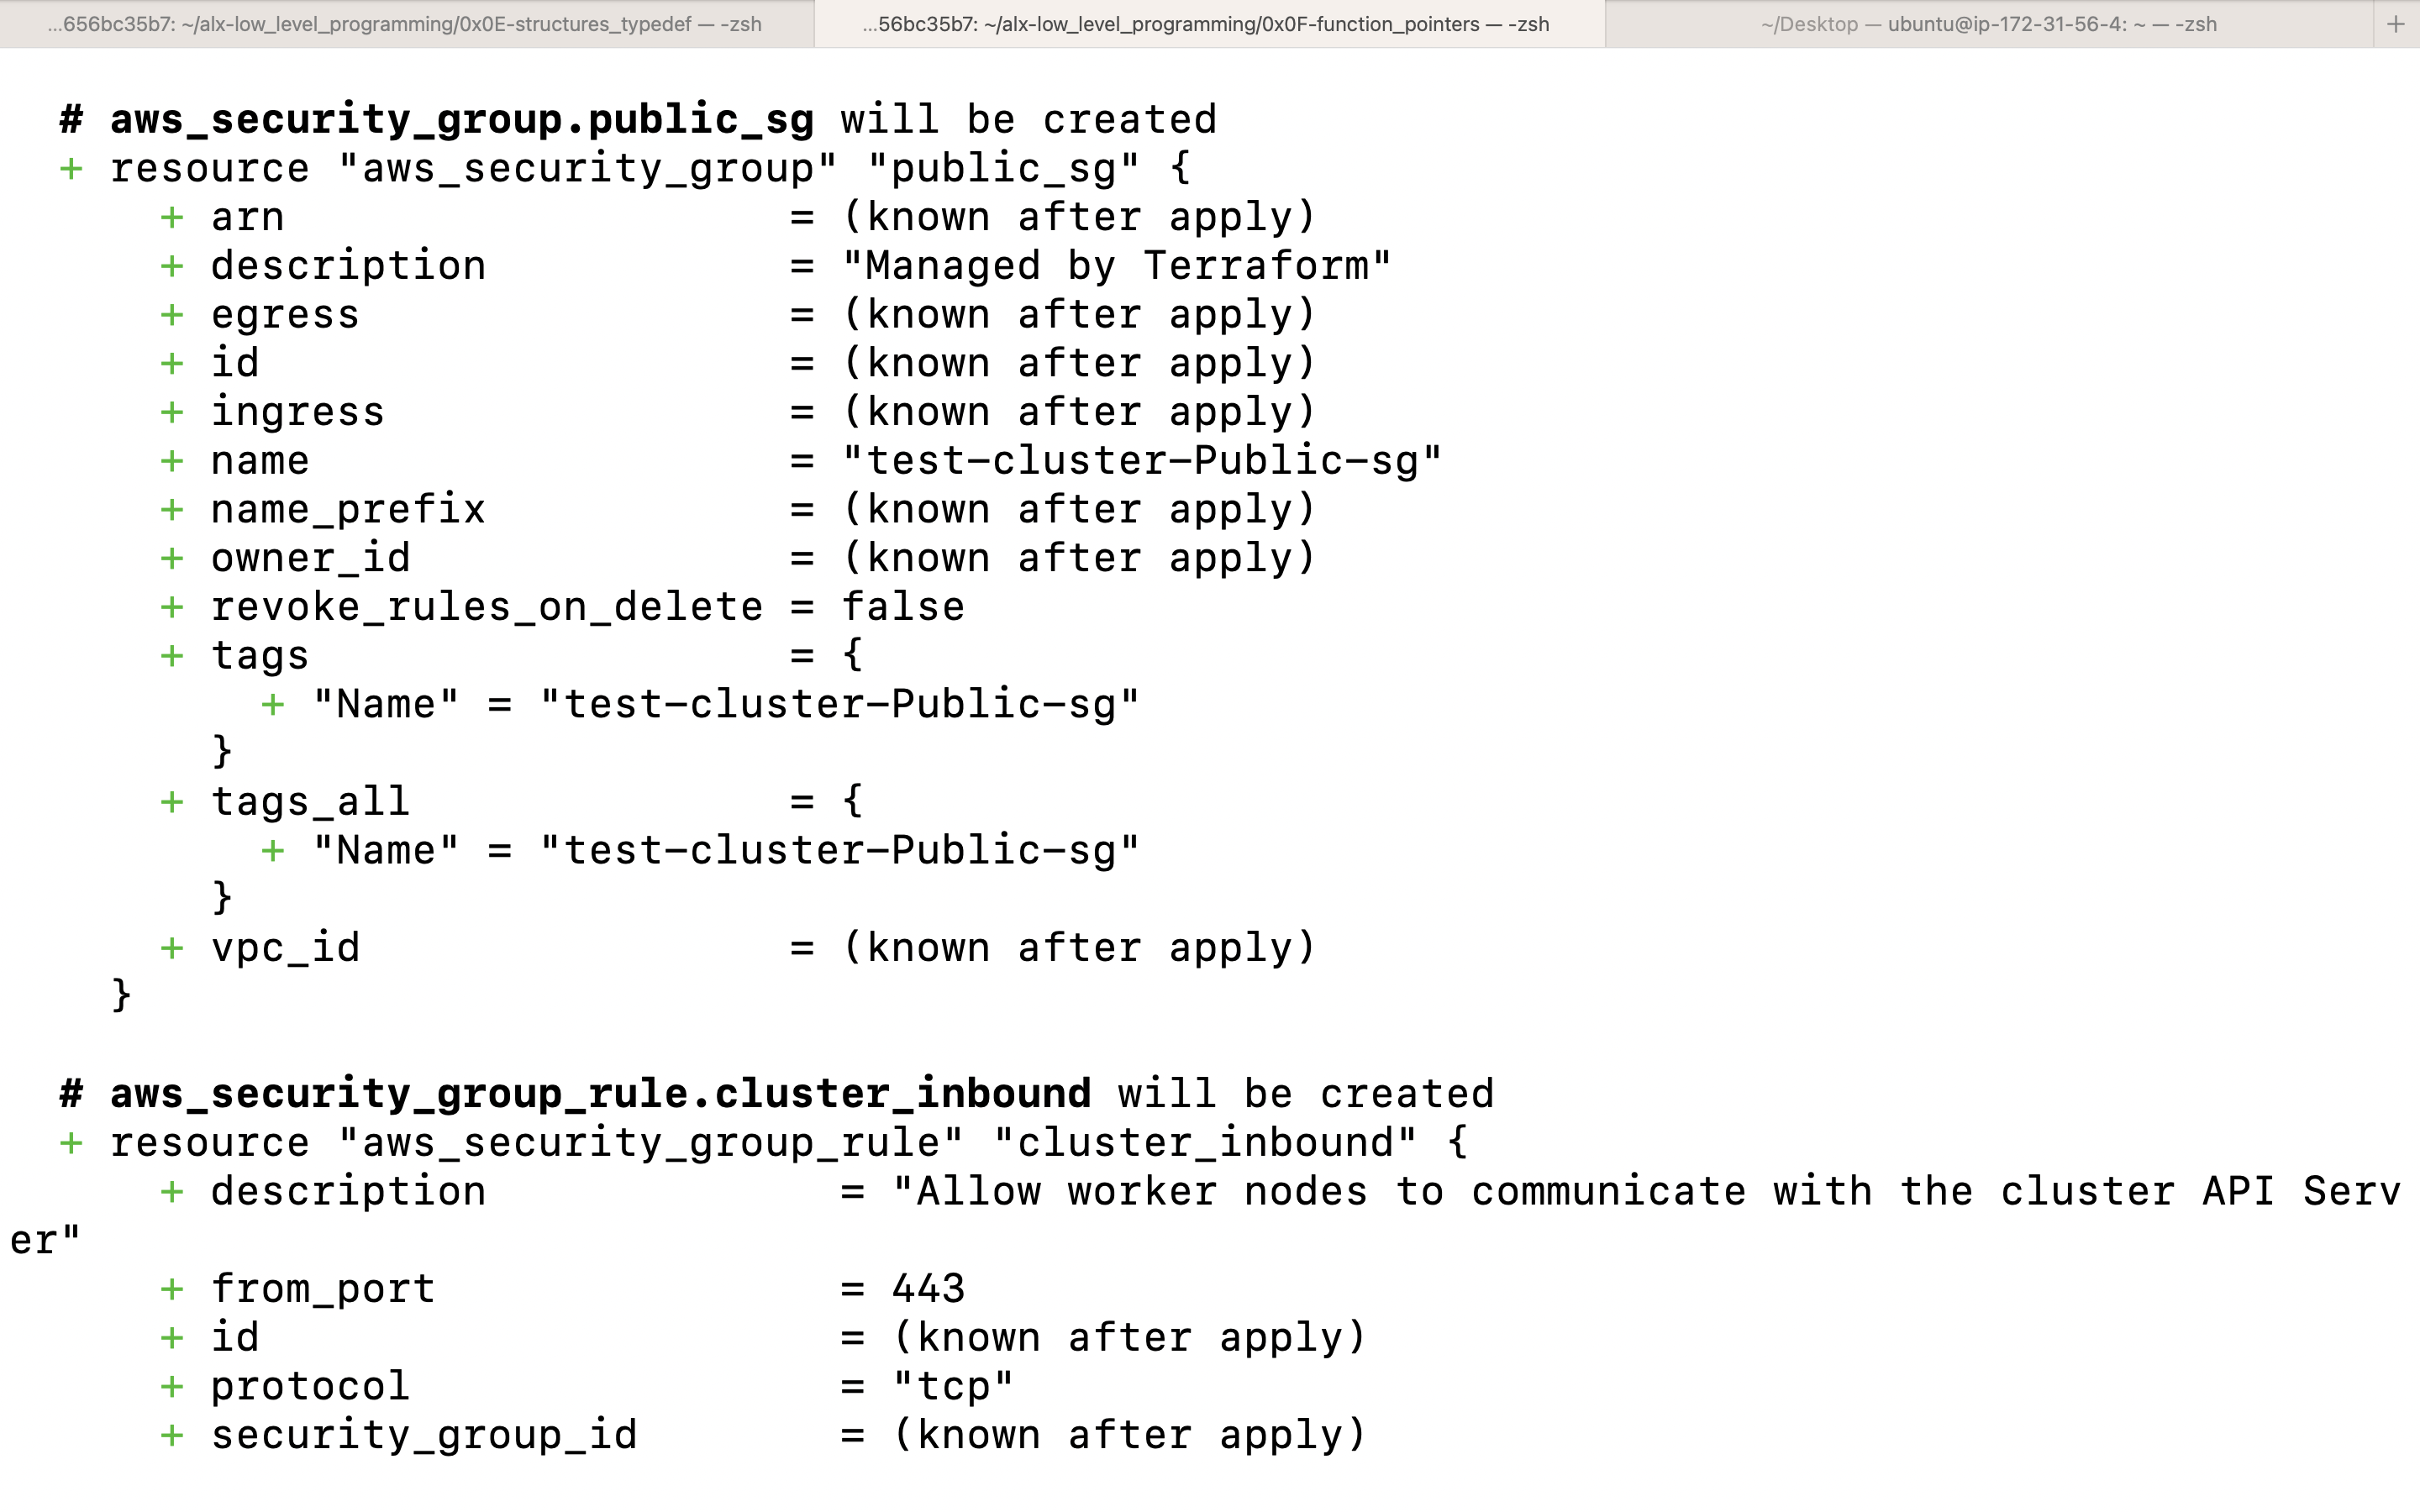 ...656bc35b7: ~/alx-low_level_programming/0x0E-structures_typedef — -zsh
...56bc35b7: ~/alx-low_level_programming/0x0F-function_pointers — -zsh
~/Desktop — ubuntu@ip-172-31-56-4: ~ — -zsh
+
# aws_security_group.public_sg will be created
+ resource "aws_security_group" "public_sg" {
+ arn = (known after apply)
+ description = "Managed by Terraform"
+ egress = (known after apply)
+ id = (known after apply)
+ ingress = (known after apply)
+ name = "test-cluster-Public-sg"
+ name_prefix = (known after apply)
+ owner_id = (known after apply)
+ revoke_rules_on_delete = false
+ tags = {
+ "Name" = "test-cluster-Public-sg"
}
+ tags_all = {
+ "Name" = "test-cluster-Public-sg"
}
+ vpc_id = (known after apply)
}
# aws_security_group_rule.cluster_inbound will be created
+ resource "aws_security_group_rule" "cluster_inbound" {
+ description = "Allow worker nodes to communicate with the cluster API Serv
er"
+ from_port = 443
+ id = (known after apply)
+ protocol = "tcp"
+ security_group_id = (known after apply)